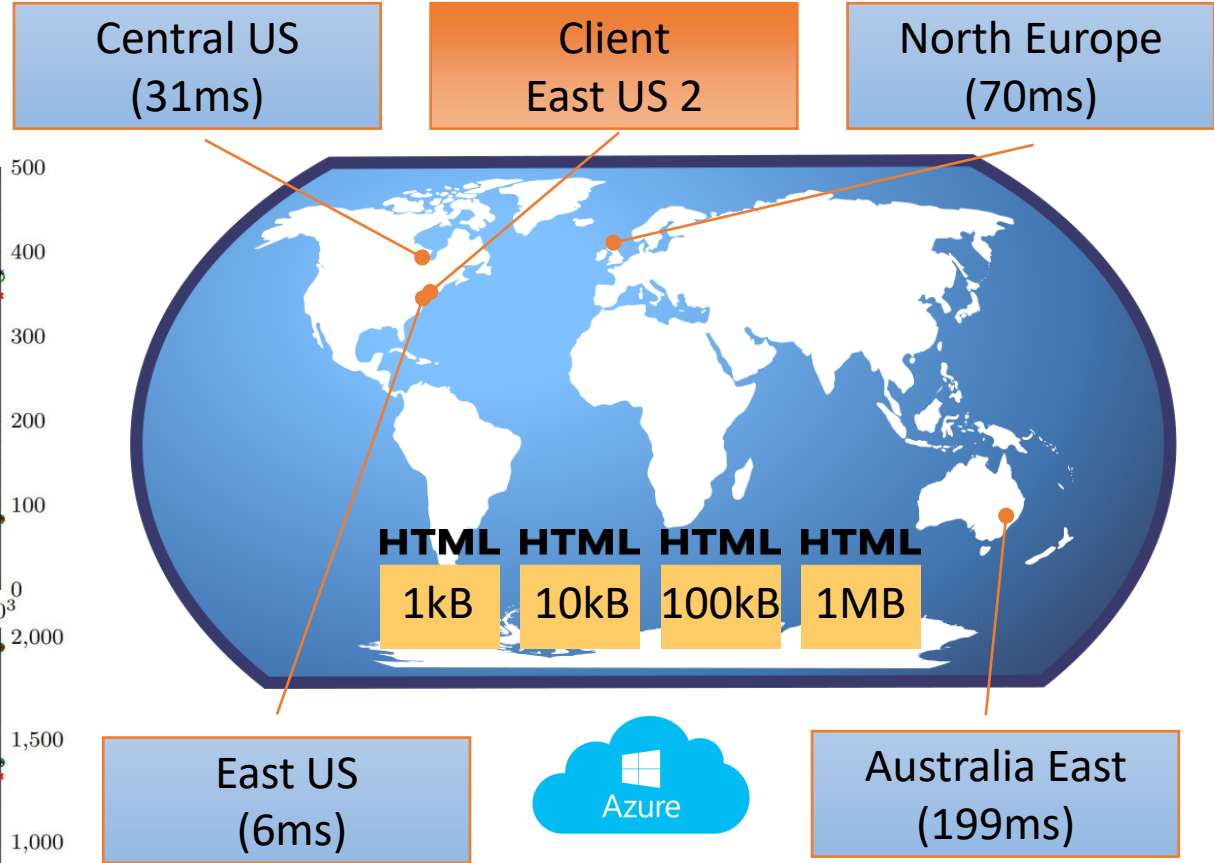 Central US
(31ms)
Client
East US 2
North Europe
(70ms)
500
400
300
200
100
0
2,000
1,500
1,000
HTML HTML HTML HTML
1kB 10kB 100kB 1MB
East US
(6ms)
Azure
Australia East
(199ms)